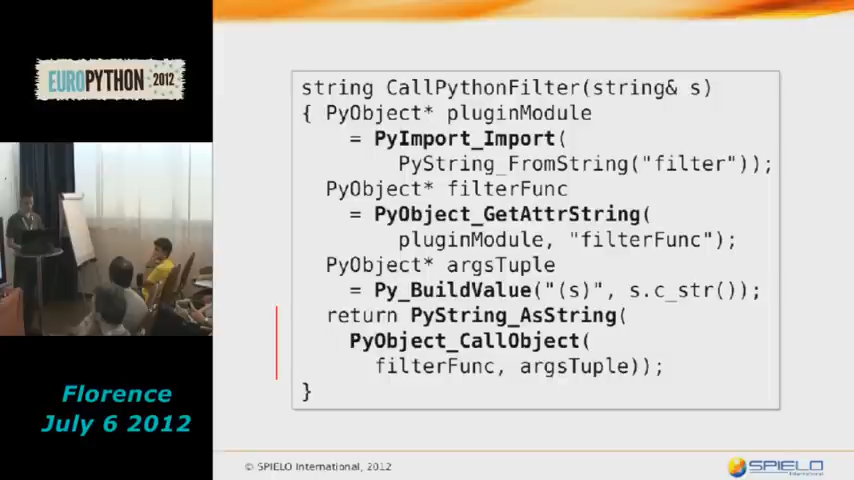 EUROPYTHON 2012
Florence
July 6 2012
string CallPythonFilter(string& s)
{ PyObject* pluginModule
= PyImport_Import(
PyString_FromString("filter"));
PyObject* filterFunc
= PyObject_GetAttrString(
pluginModule, "filterFunc");
PyObject* argsTuple
= Py_BuildValue("(s)", s.c_str());
return PyString_AsString(
PyObject_CallObject(
filterFunc, argsTuple));
}
© SPIELO International, 2012
SPIELO
International